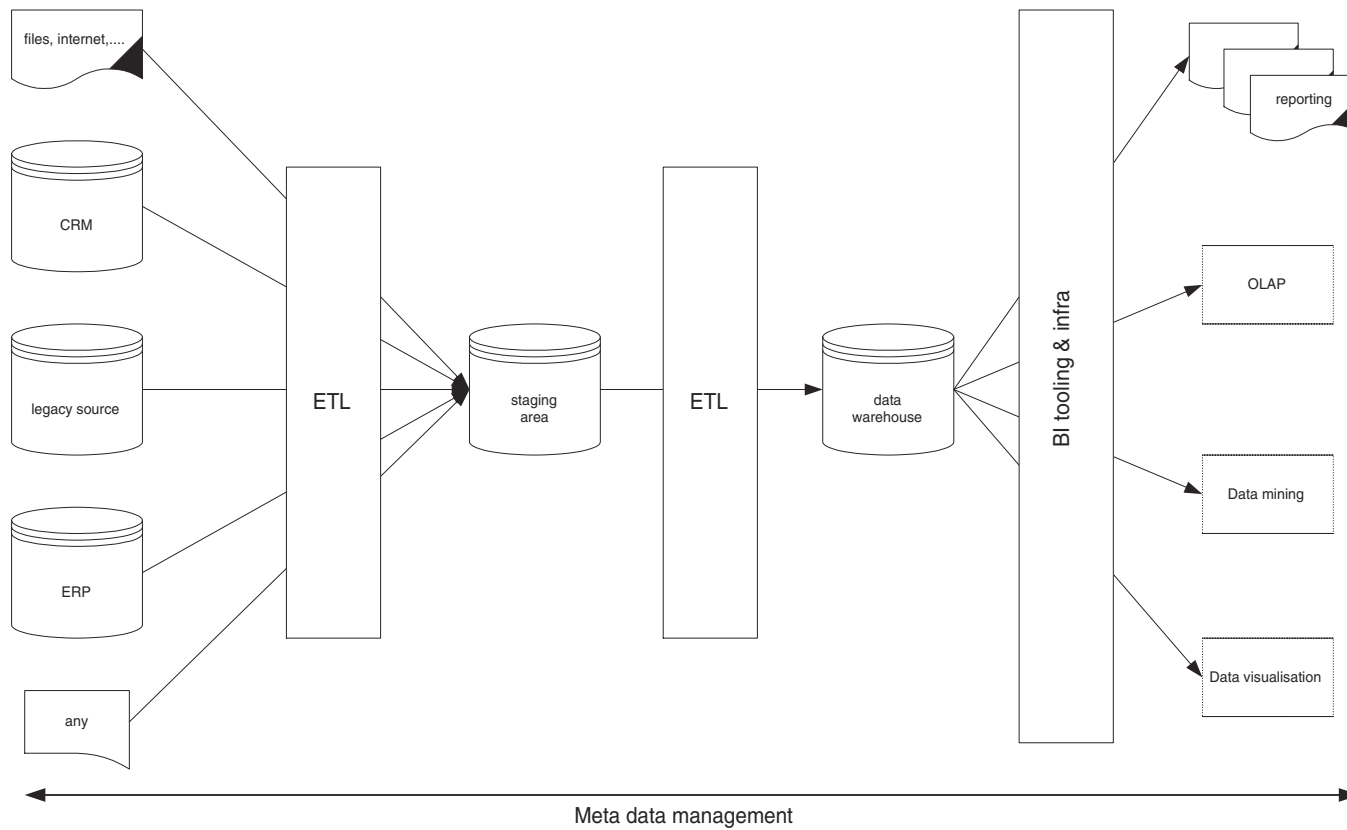 files, internet,....
CRM
legacy source
ERP
any
ETL
staging
area
ETL
data
warehouse
BI tooling & infra
reporting
OLAP
Data mining
Data visualisation
Meta data management